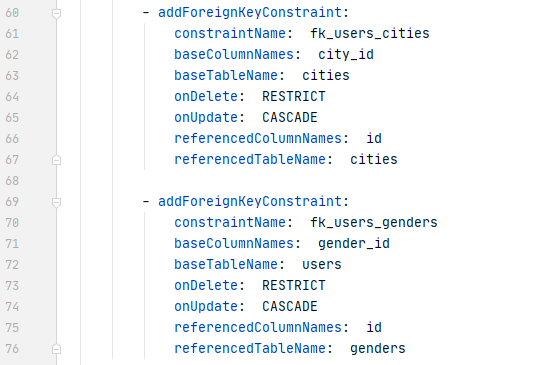 60 - addForeignKeyConstraint:
61 constraintName: fk_users_cities
62 baseColumnNames: city_id
63 baseTableName: cities
64 onDelete: RESTRICT
65 onUpdate: CASCADE
66 referencedColumnNames: id
67 referencedTableName: cities
68
69 - addForeignKeyConstraint:
70 constraintName: fk_users_genders
71 baseColumnNames: gender_id
72 baseTableName: users
73 onDelete: RESTRICT
74 onUpdate: CASCADE
75 referencedColumnNames: id
76 referencedTableName: genders